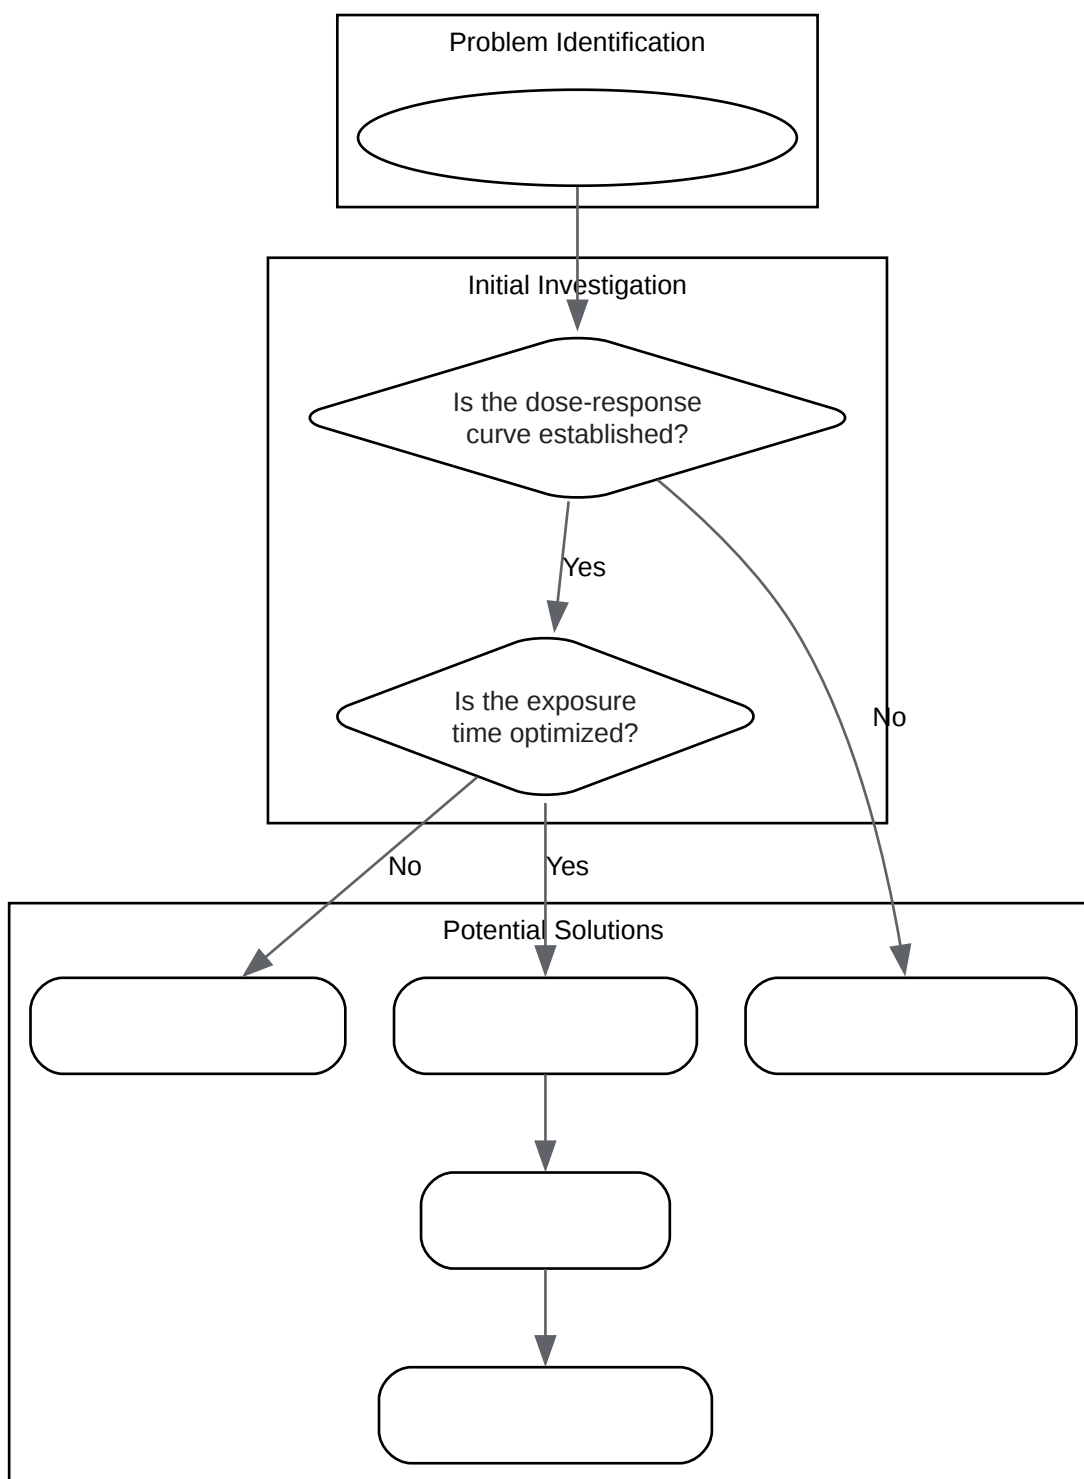 Problem Identification
Initial Investigation
Is the dose-response
curve established?
Yes
Is the exposure
time optimized?
No
No
Yes
Potential Solutions